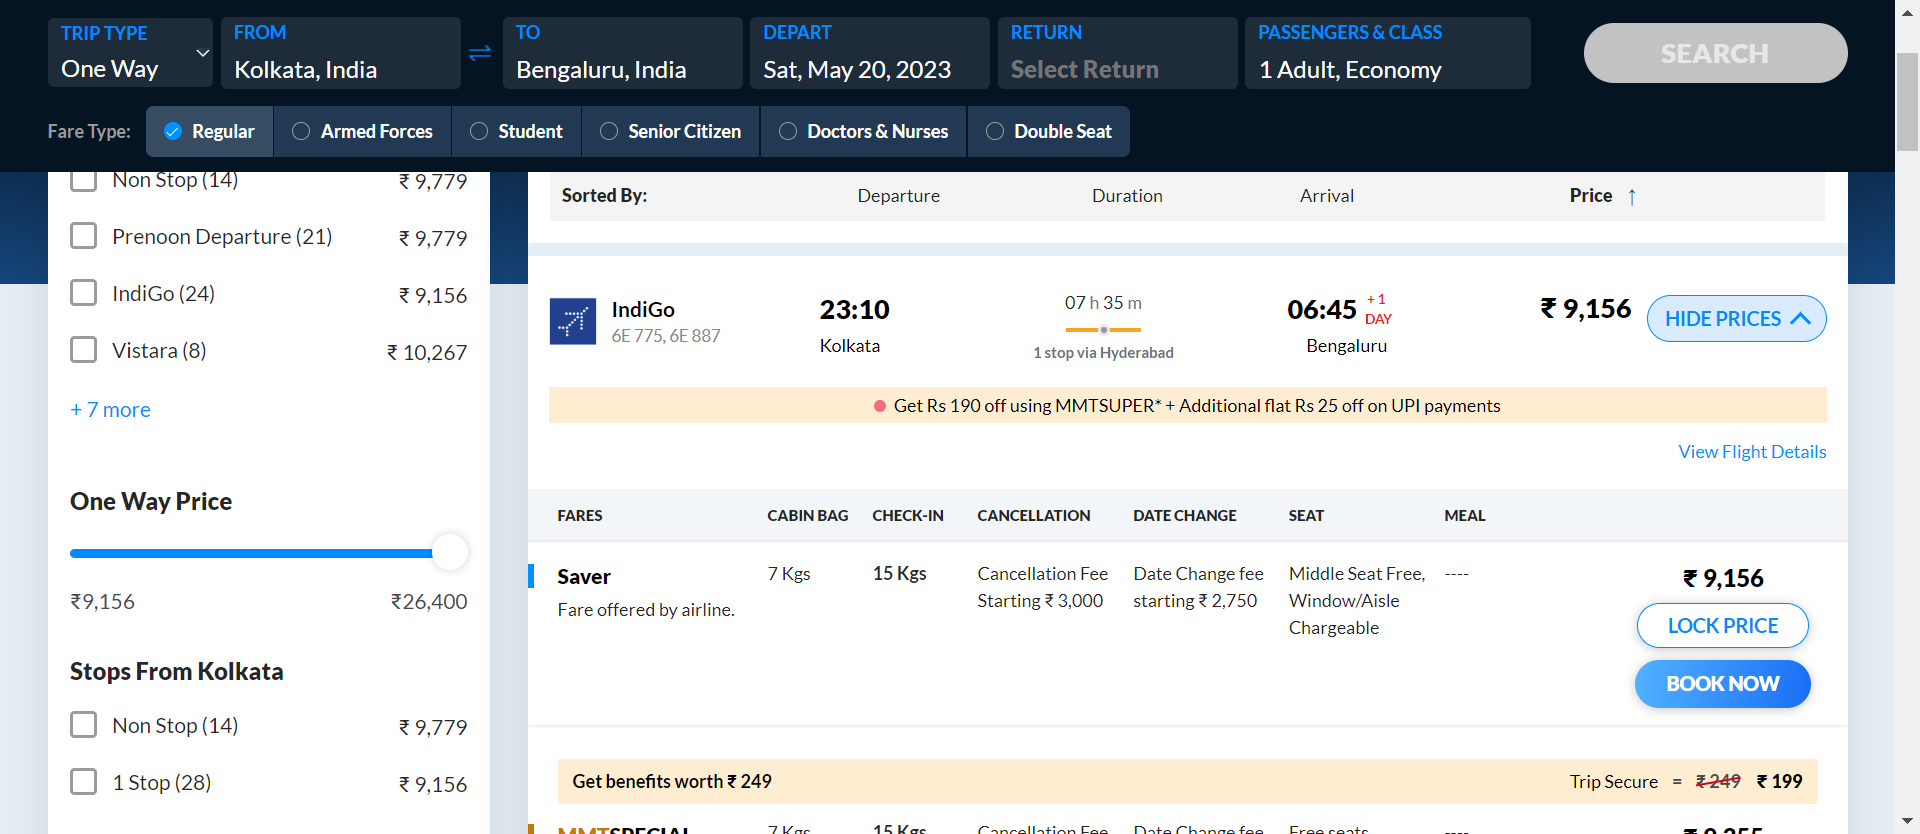 TRIP TYPE
One Way
FROM
Kolkata, India
TO
Bengaluru, India
DEPART
Sat, May 20, 2023
RETURN
Select Return
PASSENGERS & CLASS
1 Adult, Economy
SEARCH
Fare Type:
Regular
Armed Forces
Student
Senior Citizen
Doctors & Nurses
Double Seat
Non Stop (14) ₹ 9,779
Prenoon Departure (21) ₹ 9,779
IndiGo (24) ₹ 9,156
Vistara (8) ₹ 10,267
+ 7 more
One Way Price
₹9,156 ₹26,400
Stops From Kolkata
Non Stop (14) ₹ 9,779
1 Stop (28) ₹ 9,156
Sorted By: Departure Duration Arrival Price ↑
IndiGo
6E 775, 6E 887
23:10
Kolkata
07 h 35 m
1 stop via Hyderabad
06:45
+ 1
DAY
Bengaluru
₹ 9,156
HIDE PRICES
Get Rs 190 off using MMTSUPER* + Additional flat Rs 25 off on UPI payments
View Flight Details
FARES CABIN BAG CHECK-IN CANCELLATION DATE CHANGE SEAT MEAL
Saver
Fare offered by airline.
7 Kgs
15 Kgs
Cancellation Fee
Starting ₹ 3,000
Date Change fee
starting ₹ 2,750
Middle Seat Free,
Window/Aisle
Chargeable
----
₹ 9,156
LOCK PRICE
BOOK NOW
Get benefits worth ₹ 249
Trip Secure = ₹ 249 ₹ 199
MMTSPECIAL 7 Kgs 15 Kgs Cancellation Fee Date Change fee Free seats ---- ₹ 9,355